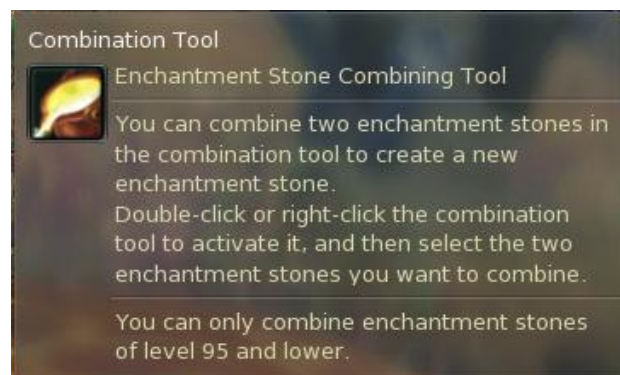 Combination Tool
Enchantment Stone Combining Tool
You can combine two enchantment stones in
the combination tool to create a new
enchantment stone.
Double-click or right-click the combination
tool to activate it, and then select the two
enchantment stones you want to combine.
You can only combine enchantment stones
of level 95 and lower.